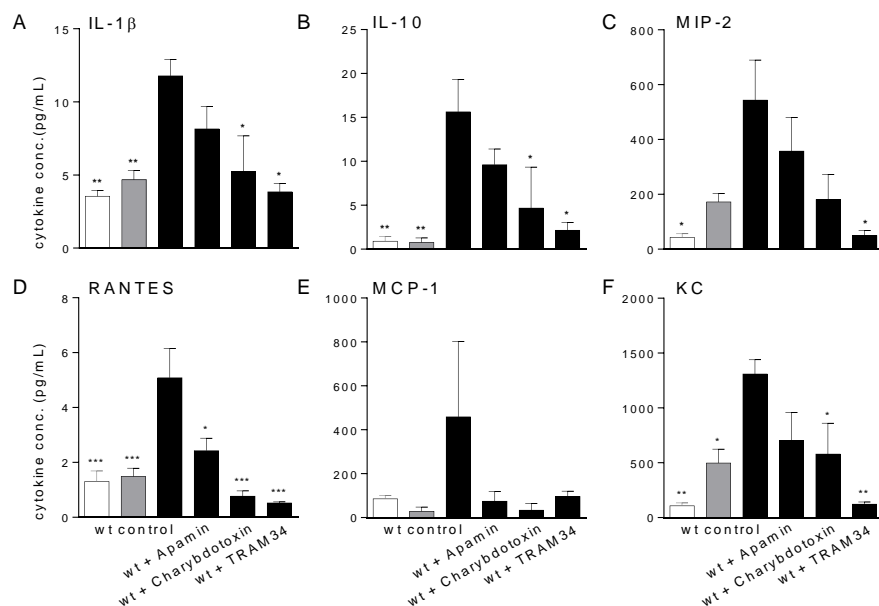 A IL-1β
B IL-10
C MIP-2
cytokine conc.(pg/mL)
15
10
5
0
** ** * *
25
20
15
10
5
0
** ** * *
800
600
400
200
0
* *
D RANTES
E MCP-1
F KC
cytokine conc. (pg/mL)
8
6
4
2
0
*** *** * *** ***
1000
800
600
400
200
0
2000
1500
1000
500
0
** * * **
wt control
wt + Apamin
wt + Charybdotoxin
wt + TRAM34
wt control
wt + Apamin
wt + Charybdotoxin
wt + TRAM34
wt control
wt + Apamin
wt + Charybdotoxin
wt + TRAM34